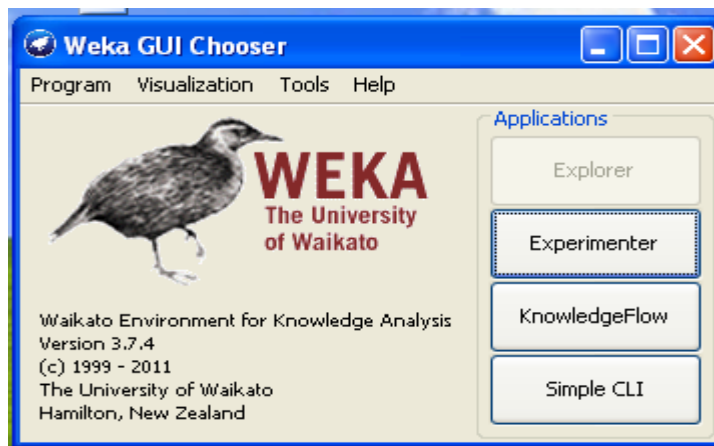 Weka GUI Chooser
Program Visualization Tools Help
WEKA
The University
of Waikato
Waikato Environment for Knowledge Analysis
Version 3.7.4
(c) 1999 - 2011
The University of Waikato
Hamilton, New Zealand
Applications
Explorer
Experimenter
KnowledgeFlow
Simple CLI